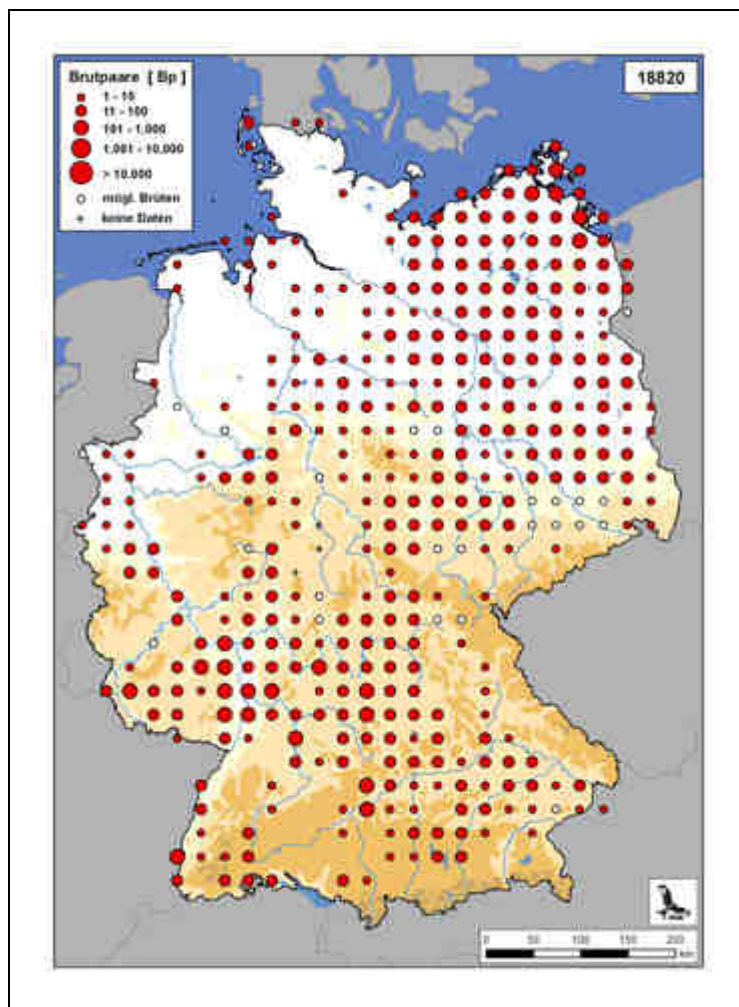 Brutpaare [ Bp ]
1 - 10
11 - 100
101 - 1,000
1,001 - 10,000
> 10.000
mögl. Brüten
keine Daten
18820
0 50 100 150 200
km